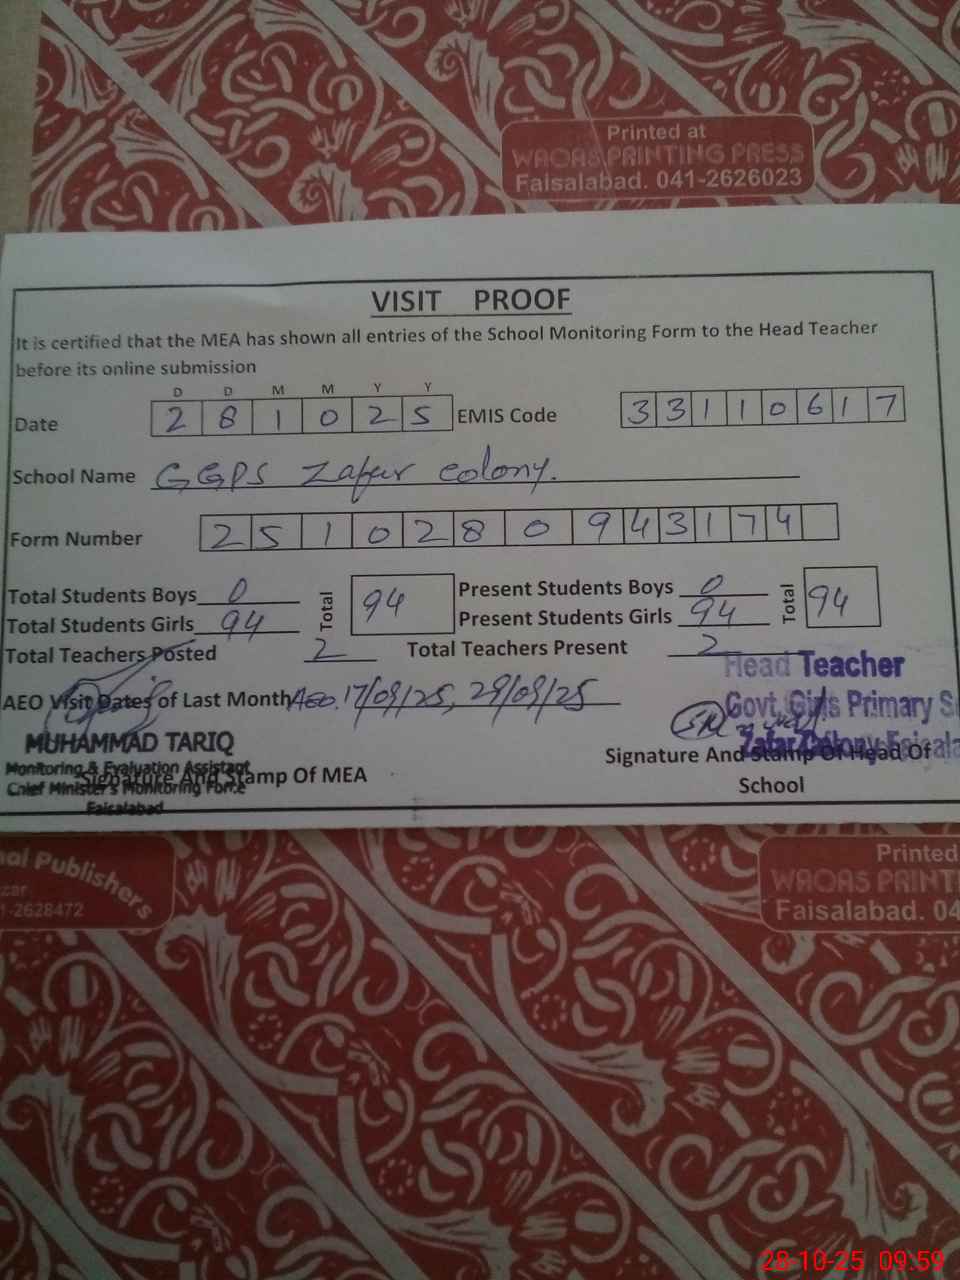 Printed at
WAQAS PRINTING PRESS
Faisalabad. 041-2626023
VISIT PROOF
It is certified that the MEA has shown all entries of the School Monitoring Form to the Head Teacher
before its online submission
D D M M Y Y
Date 2 8 1 0 2 5 EMIS Code 3 3 1 1 0 6 1 7
School Name GGPS Zafar colony.
Form Number 2 5 1 0 2 8 0 9 4 3 1 7 4
Total Students Boys 0 Total 94 Present Students Boys 0 Total 94
Total Students Girls 94 Present Students Girls 94
Total Teachers Posted 2 Total Teachers Present 2
Head Teacher
AEO Visit Dates of Last Month AEO. 17/09/25, 29/09/25
Govt. Girls Primary S
Zafar Colony Faisala
MUHAMMAD TARIQ
Monitoring & Evaluation Assistant
Chief Minister's Monitoring Force
Faisalabad
Signature And Stamp Of MEA
Signature And Stamp Of Head Of
School
nal Publishers
zar
1-2628472
Printed
WAQAS PRINTI
Faisalabad. 04
28-10-25 09:59